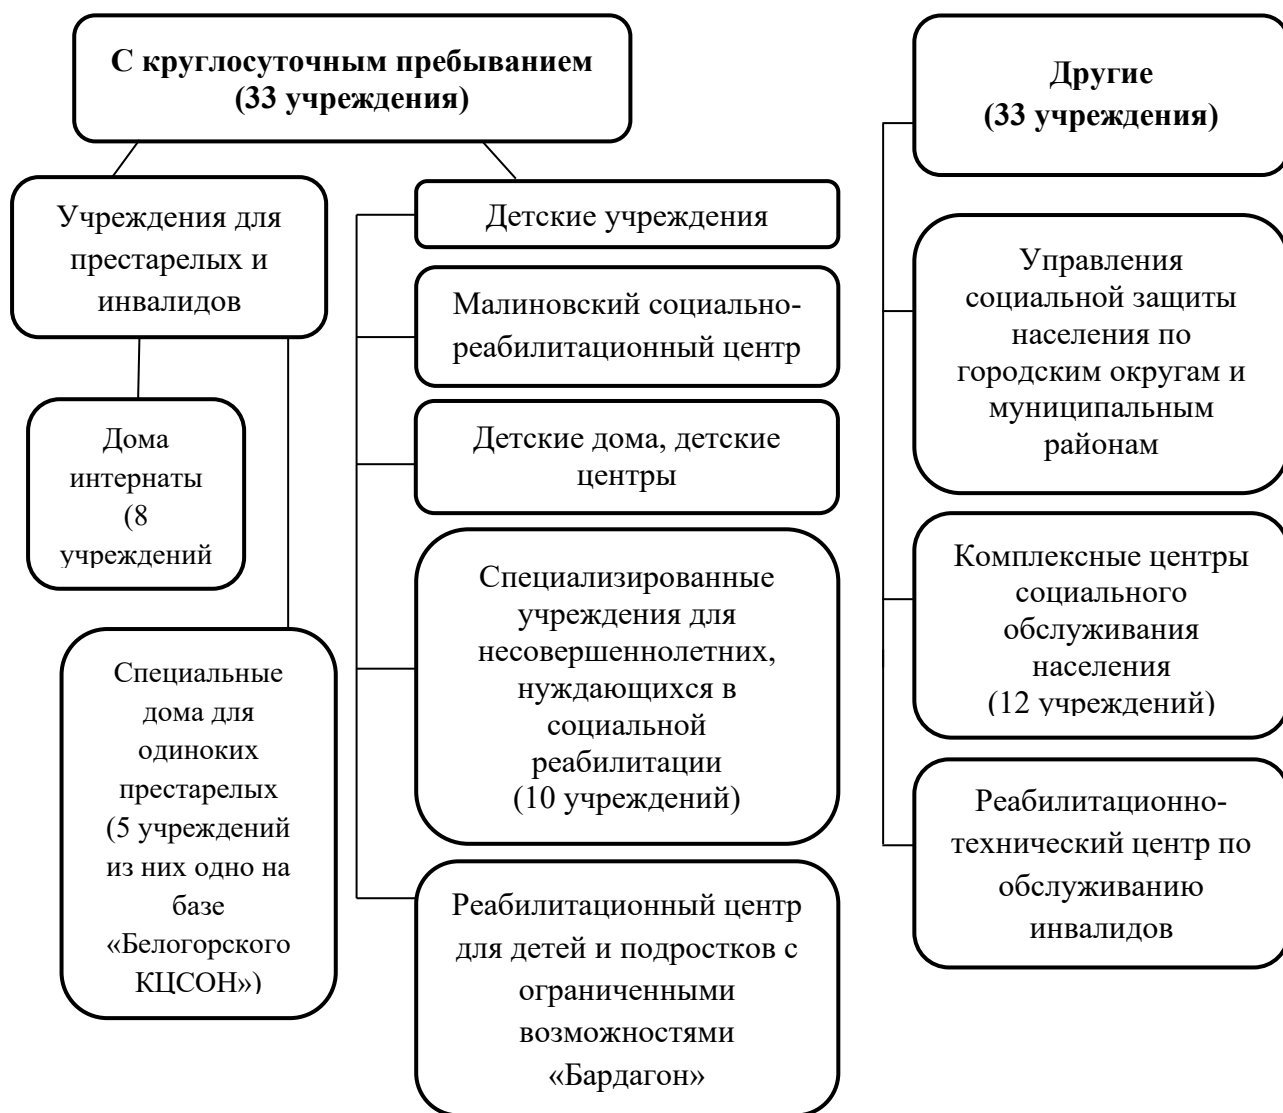 С круглосуточным пребыванием
(33 учреждения)
Учреждения для
престарелых и
инвалидов
Дома
интернаты
(8
учреждений
Специальные
дома для
одиноких
престарелых
(5 учреждений
из них одно на
базе
«Белогорского
КЦСОН»)
Детские учреждения
Малиновский социально-
реабилитационный центр
Детские дома, детские
центры
Специализированные
учреждения для
несовершеннолетних,
нуждающихся в
социальной
реабилитации
(10 учреждений)
Реабилитационный центр
для детей и подростков с
ограниченными
возможностями
«Бардагон»
Другие
(33 учреждения)
Управления
социальной защиты
населения по
городским округам и
муниципальным
районам
Комплексные центры
социального
обслуживания
населения
(12 учреждений)
Реабилитационно-
технический центр по
обслуживанию
инвалидов